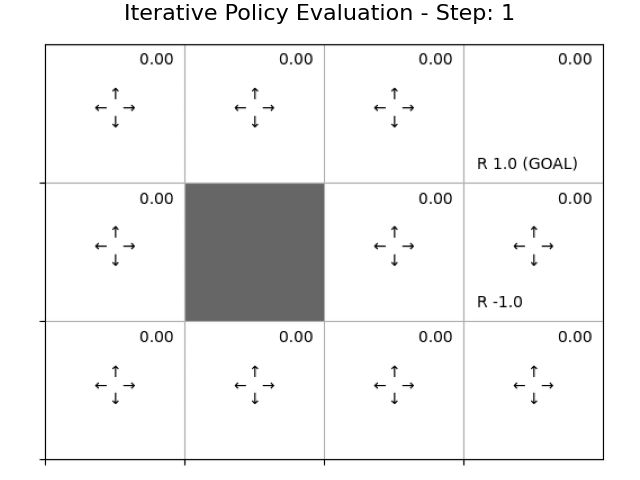 Iterative Policy Evaluation - Step: 1
0.00 0.00 0.00 0.00
↑ ↑ ↑
← → ← → ← →
↓ ↓ ↓
R 1.0 (GOAL)
0.00 0.00 0.00
↑ ↑ ↑
← → ← → ← →
↓ ↓ ↓
R -1.0
0.00 0.00 0.00 0.00
↑ ↑ ↑ ↑
← → ← → ← → ← →
↓ ↓ ↓ ↓